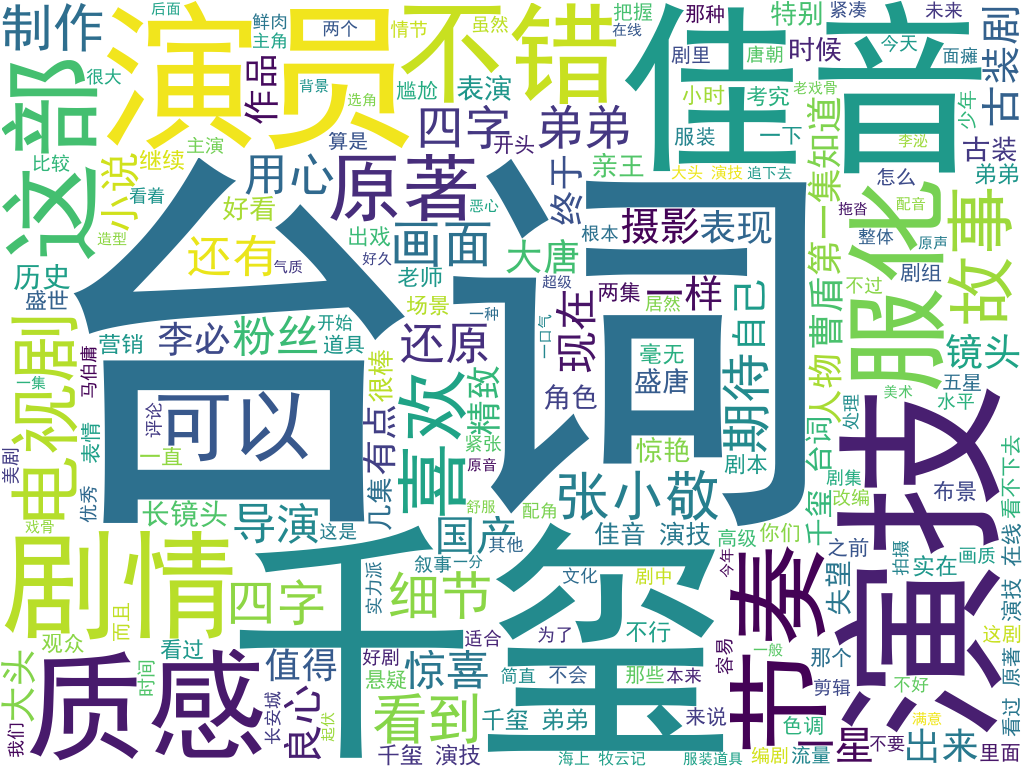 制作
后面
演员
鲜肉
主角
两个
情节
虽然
把握
在线
那种
特别
紧凑
未来
不错
佳音
部
很大
作品
背景
选角
尴尬
表演
剧里
唐朝
时候
今天
面瘫
古装剧
小时
考究
老戏骨
少年
这
小说
比较
继续
主演
算是
四字 弟弟
开头
服装
一下
知道
李泌
古装
看着
用心
原著
终于
亲王
大头 演技
追下去
怎么
弟弟
造型
好看
恶心
摄影
表现
根本
第一集
服化
配音
拖沓
整体
原声
故事
还有
出戏
画面
大唐
历史
气质
好久
老师
超级
两集
一样
居然
自己
曹盾
不过
剧组
盛世
台词
场景
一种
现在
电视剧
营销
李必
粉丝
开始
道具
还原
一口气
毫无
盛唐
期待
人物
镜头
马伯庸
一集
很棒
喜欢
精致
角色
五星
水平
美术
可以
评论
有点
紧张
惊艳
剧本
台词
处理
演技
美剧
表情
一直
几集
原音
张小敬
剧集
改编
布景
看不下去
优秀
长镜头
导演
这是
舒服
配角
千玺
戏骨
国产
其他
佳音 演技
高级
你们
之前
拍摄
实在
画质
剧情
千玺
叙事
一分
文化
剧中
今年
节奏
失望
演技 在线
四字
实力派
细节
适合
为了
不行
容易
那个
这剧
而且
观众
看过
质感
值得
好剧
惊喜
悬疑
简直
不会
那些
本来
一般
剪辑
不好
看过 原著
大头
时间
长安城
良心
看到
千玺 弟弟
来说
色调
满意
我们
起伏
千玺 演技
海上 牧云记
服装道具
编剧
流量
一星
不要
出来
里面